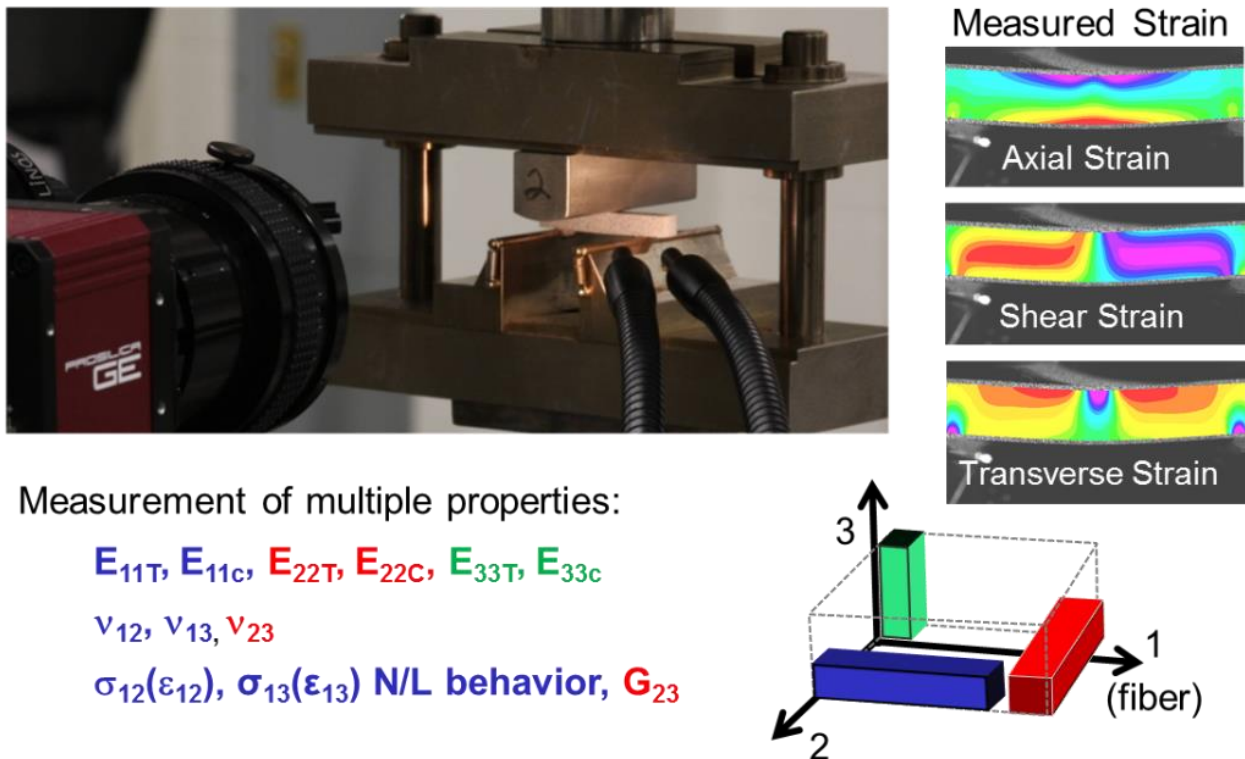 Measured Strain
LINOS
2
PROSILICA
GE
Axial Strain
Shear Strain
Transverse Strain
Measurement of multiple properties:
E₁₁T, E₁₁c, E₂₂T, E₂₂C, E₃₃T, E₃₃c
ν₁₂, ν₁₃, ν₂₃
σ₁₂(ε₁₂), σ₁₃(ε₁₃) N/L behavior, G₂₃
3
1
(fiber)
2